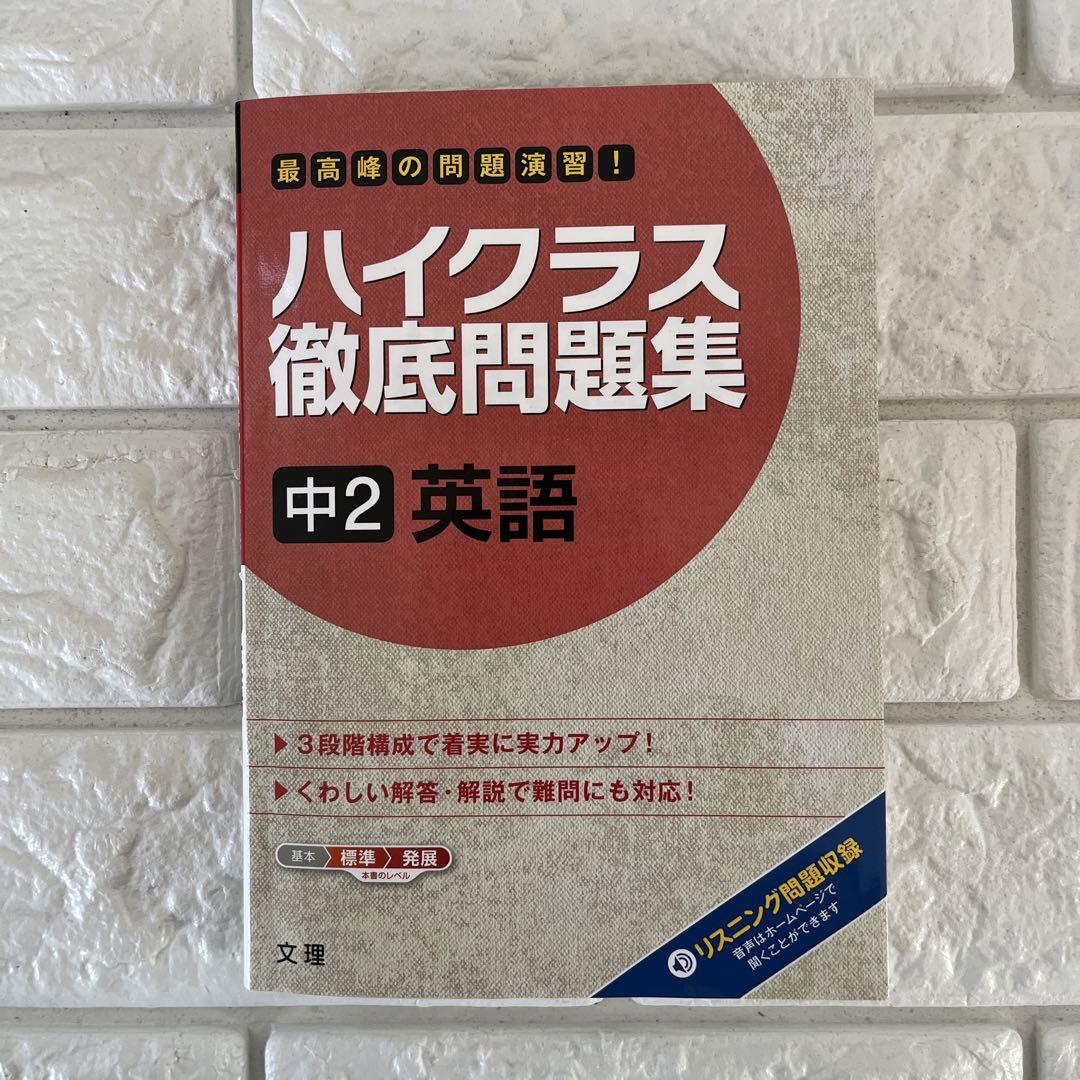 最高峰の問題演習！
ハイクラス
徹底問題集
中2 英語
▶3段階構成で着実に実力アップ！
▶くわしい解答・解説で難問にも対応！
基本 標準 発展
本書のレベル
リスニング問題収録
音声はホームページで
聞くことができます
文理